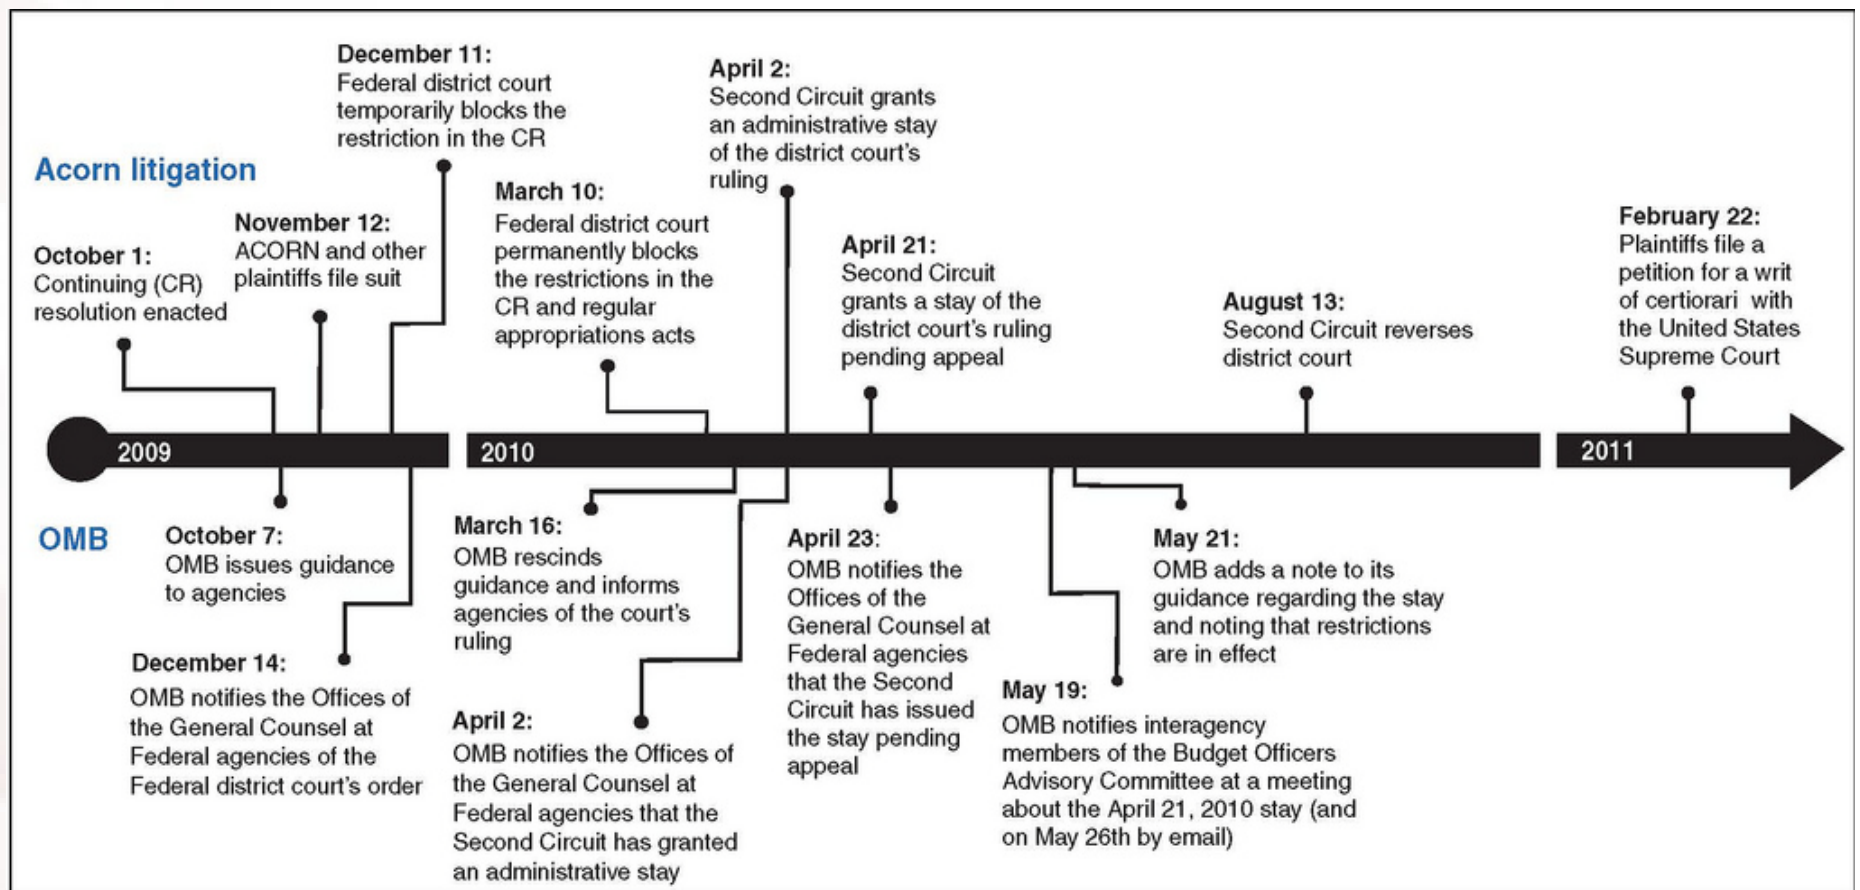 Acorn litigation
October 1:
Continuing (CR)
resolution enacted
November 12:
ACORN and other
plaintiffs file suit
December 11:
Federal district court
temporarily blocks the
restriction in the CR
March 10:
Federal district court
permanently blocks
the restrictions in the
CR and regular
appropriations acts
April 2:
Second Circuit grants
an administrative stay
of the district court's
ruling
April 21:
Second Circuit
grants a stay of the
district court's ruling
pending appeal
August 13:
Second Circuit reverses
district court
February 22:
Plaintiffs file a
petition for a writ
of certiorari with
the United States
Supreme Court
2009
2010
2011
OMB
October 7:
OMB issues guidance
to agencies
December 14:
OMB notifies the Offices of
the General Counsel at
Federal agencies of the
Federal district court's order
March 16:
OMB rescinds
guidance and informs
agencies of the court's
ruling
April 2:
OMB notifies the Offices of
the General Counsel at
Federal agencies that the
Second Circuit has granted
an administrative stay
April 23:
OMB notifies the
Offices of the
General Counsel at
Federal agencies
that the Second
Circuit has issued
the stay pending
appeal
May 19:
OMB notifies interagency
members of the Budget Officers
Advisory Committee at a meeting
about the April 21, 2010 stay (and
on May 26th by email)
May 21:
OMB adds a note to its
guidance regarding the stay
and noting that restrictions
are in effect